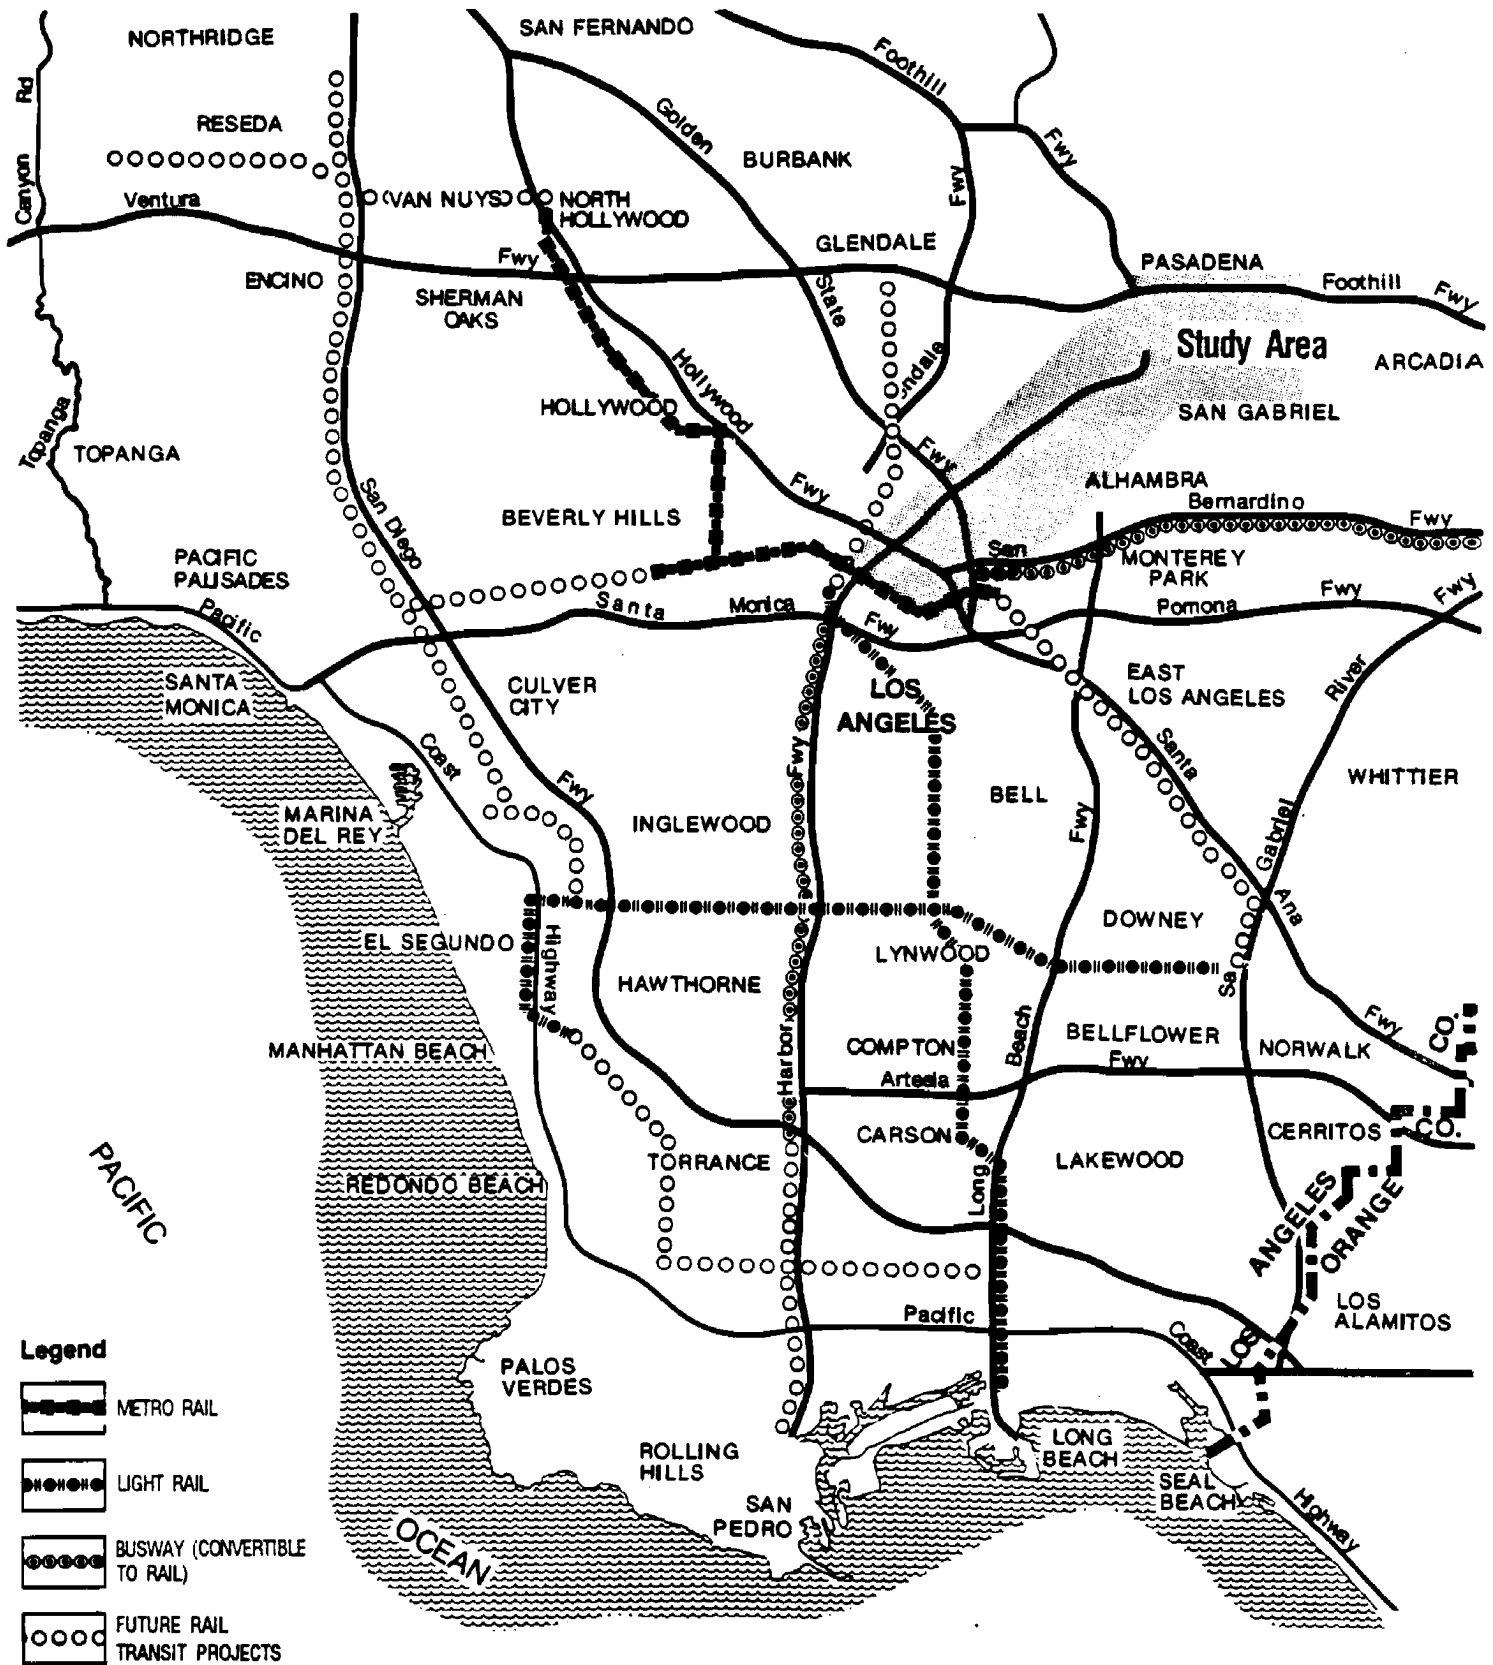 NORTHRIDGE
SAN FERNANDO
Foothill
Canyon Rd
RESEDA
Golden
BURBANK
Fwy
Fwy
Ventura
(VAN NUYS)
NORTH
HOLLYWOOD
GLENDALE
Fwy
PASADENA
ENCINO
SHERMAN
OAKS
State
Foothill
Fwy
Study Area
ARCADIA
Hollywood
ndale
HOLLYWOOD
SAN GABRIEL
Topanga
TOPANGA
Fwy
Fwy
ALHAMBRA
San Diego
BEVERLY HILLS
Bernardino
Fwy
San
MONTEREY
PARK
PACIFIC
PALISADES
Pacific
Santa
Monica
Fwy
Pomona
Fwy
Fwy
SANTA
MONICA
CULVER
CITY
LOS
ANGELES
EAST
LOS ANGELES
River
Coast
Fwy
Fwy
Santa
WHITTIER
MARINA
DEL REY
INGLEWOOD
BELL
Fwy
Gabriel
Ana
DOWNEY
EL SEGUNDO
Highway
LYNWOOD
HAWTHORNE
Sa
MANHATTAN BEACH
Harbor
COMPTON
Beach
BELLFLOWER
NORWALK
Fwy
CO.
Artesia
Fwy
CARSON
CERRITOS
CO.
PACIFIC
TORRANCE
LAKEWOOD
REDONDO BEACH
Long
ANGELES
ORANGE
Pacific
Coast
LOS
LOS
ALAMITOS
Legend
PALOS
VERDES
METRO RAIL
ROLLING
HILLS
LONG
BEACH
LIGHT RAIL
SEAL
BEACH
SAN
PEDRO
Highway
OCEAN
BUSWAY (CONVERTIBLE
TO RAIL)
FUTURE RAIL
TRANSIT PROJECTS